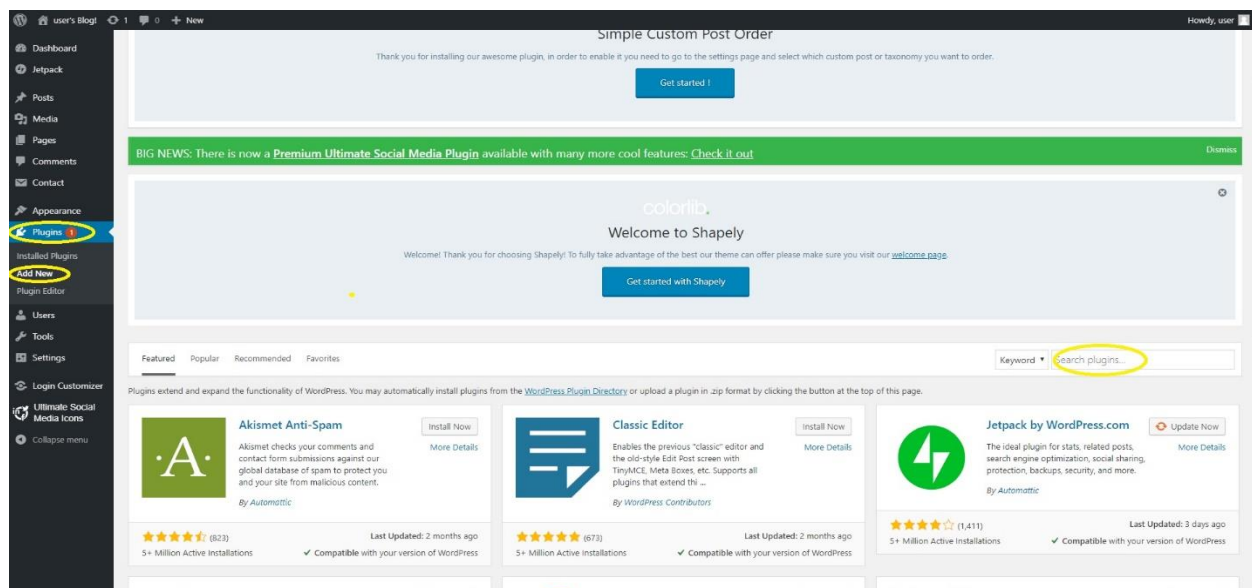 user's Blog! 1 0 + New
Howdy, user
Dashboard
Jetpack
Posts
Media
Pages
Comments
Contact
Appearance
Plugins 1
Installed Plugins
Add New
Plugin Editor
Users
Tools
Settings
Login Customizer
Ultimate Social
Media Icons
Collapse menu
Simple Custom Post Order
Thank you for installing our awesome plugin, in order to enable it you need to go to the settings page and select which custom post or taxonomy you want to order.
Get started !
BIG NEWS: There is now a Premium Ultimate Social Media Plugin available with many more cool features: Check it out
Dismiss
colorlib.
Welcome to Shapely
Welcome! Thank you for choosing Shapely! To fully take advantage of the best our theme can offer please make sure you visit our welcome page.
Get started with Shapely
Featured Popular Recommended Favorites
Keyword Search plugins...
Plugins extend and expand the functionality of WordPress. You may automatically install plugins from the WordPress Plugin Directory or upload a plugin in .zip format by clicking the button at the top of this page.
·A·
Akismet Anti-Spam
Install Now
More Details
Akismet checks your comments and
contact form submissions against our
global database of spam to protect you
and your site from malicious content.
By Automattic
(823)
Last Updated: 2 months ago
5+ Million Active Installations
Compatible with your version of WordPress
Classic Editor
Install Now
More Details
Enables the previous "classic" editor and
the old-style Edit Post screen with
TinyMCE, Meta Boxes, etc. Supports all
plugins that extend thi ...
By WordPress Contributors
(673)
Last Updated: 2 months ago
5+ Million Active Installations
Compatible with your version of WordPress
Jetpack by WordPress.com
Update Now
More Details
The ideal plugin for stats, related posts,
search engine optimization, social sharing,
protection, backups, security, and more.
By Automattic
(1,411)
Last Updated: 3 days ago
5+ Million Active Installations
Compatible with your version of WordPress